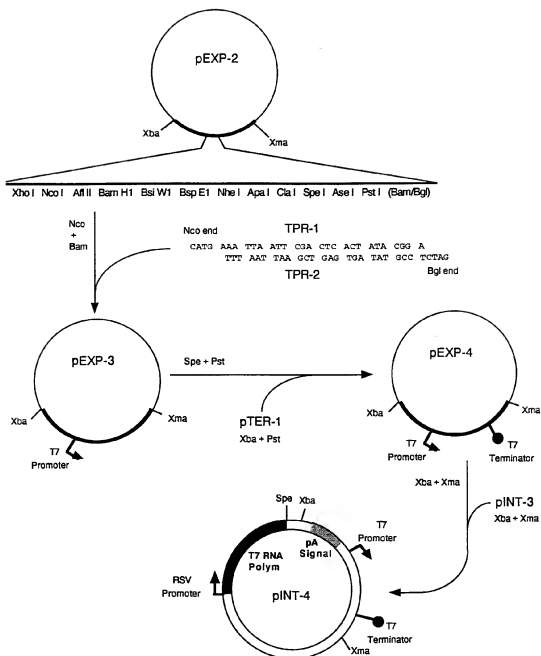 pEXP-2
Xba
Xma
Xho I Nco I Afl II Bam H1 Bsi W1 Bsp E1 Nhe I Apa I Cla I Spe I Ase I Pst I (Bam/Bgl)
Nco
+
Bam
Nco end
TPR-1
CATG AAA TTA ATT CGA CTC ACT ATA CGG A
TTT AAT TAA GCT GAG TGA TAT GCC TCTAG
TPR-2
Bgl end
pEXP-3
Xba
Xma
T7
Promoter
Spe + Pst
pTER-1
Xba + Pst
pEXP-4
Xba
Xma
T7
Promoter
T7
Terminator
Xba + Xma
pINT-3
Xba + Xma
Spe
Xba
T7
Promoter
pA
Signal
T7 RNA
Polym
RSV
Promoter
pINT-4
T7
Terminator
Xma